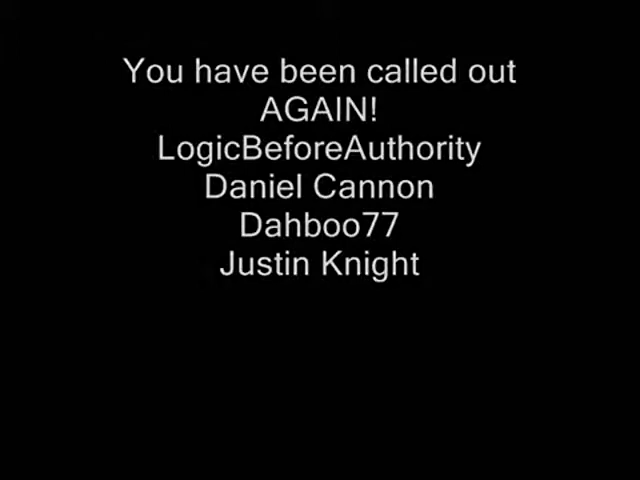 You have been called out
AGAIN!
LogicBeforeAuthority
Daniel Cannon
Dahboo77
Justin Knight